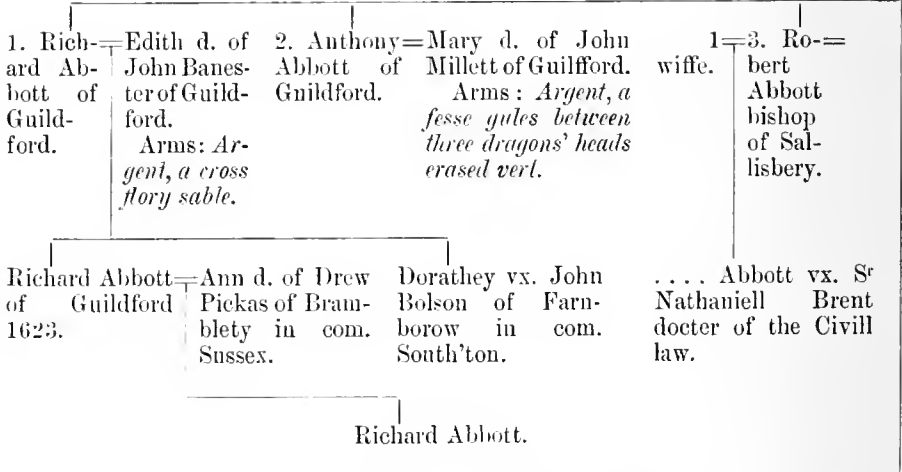 1. Rich-
ard Ab-
bott of
Guild-
ford.
Edith d. of
John Banes-
ter of Guild-
ford.
Arms: Ar-
gent, a cross
flory sable.
2. Anthony
Abbott of
Guildford.
Mary d. of John
Millett of Guilfford.
Arms: Argent, a
fesse gules between
three dragons' heads
erased vert.
1
wiffe.
3. Ro-
bert
Abbott
bishop
of Sal-
lisbery.
Richard Abbott
of Guildford
1623.
Ann d. of Drew
Pickas of Bram-
blety in com.
Sussex.
Dorathey vx. John
Bolson of Farn-
borow in com.
South'ton.
.... Abbott vx. Sr
Nathaniell Brent
docter of the Civill
law.
Richard Abbott.